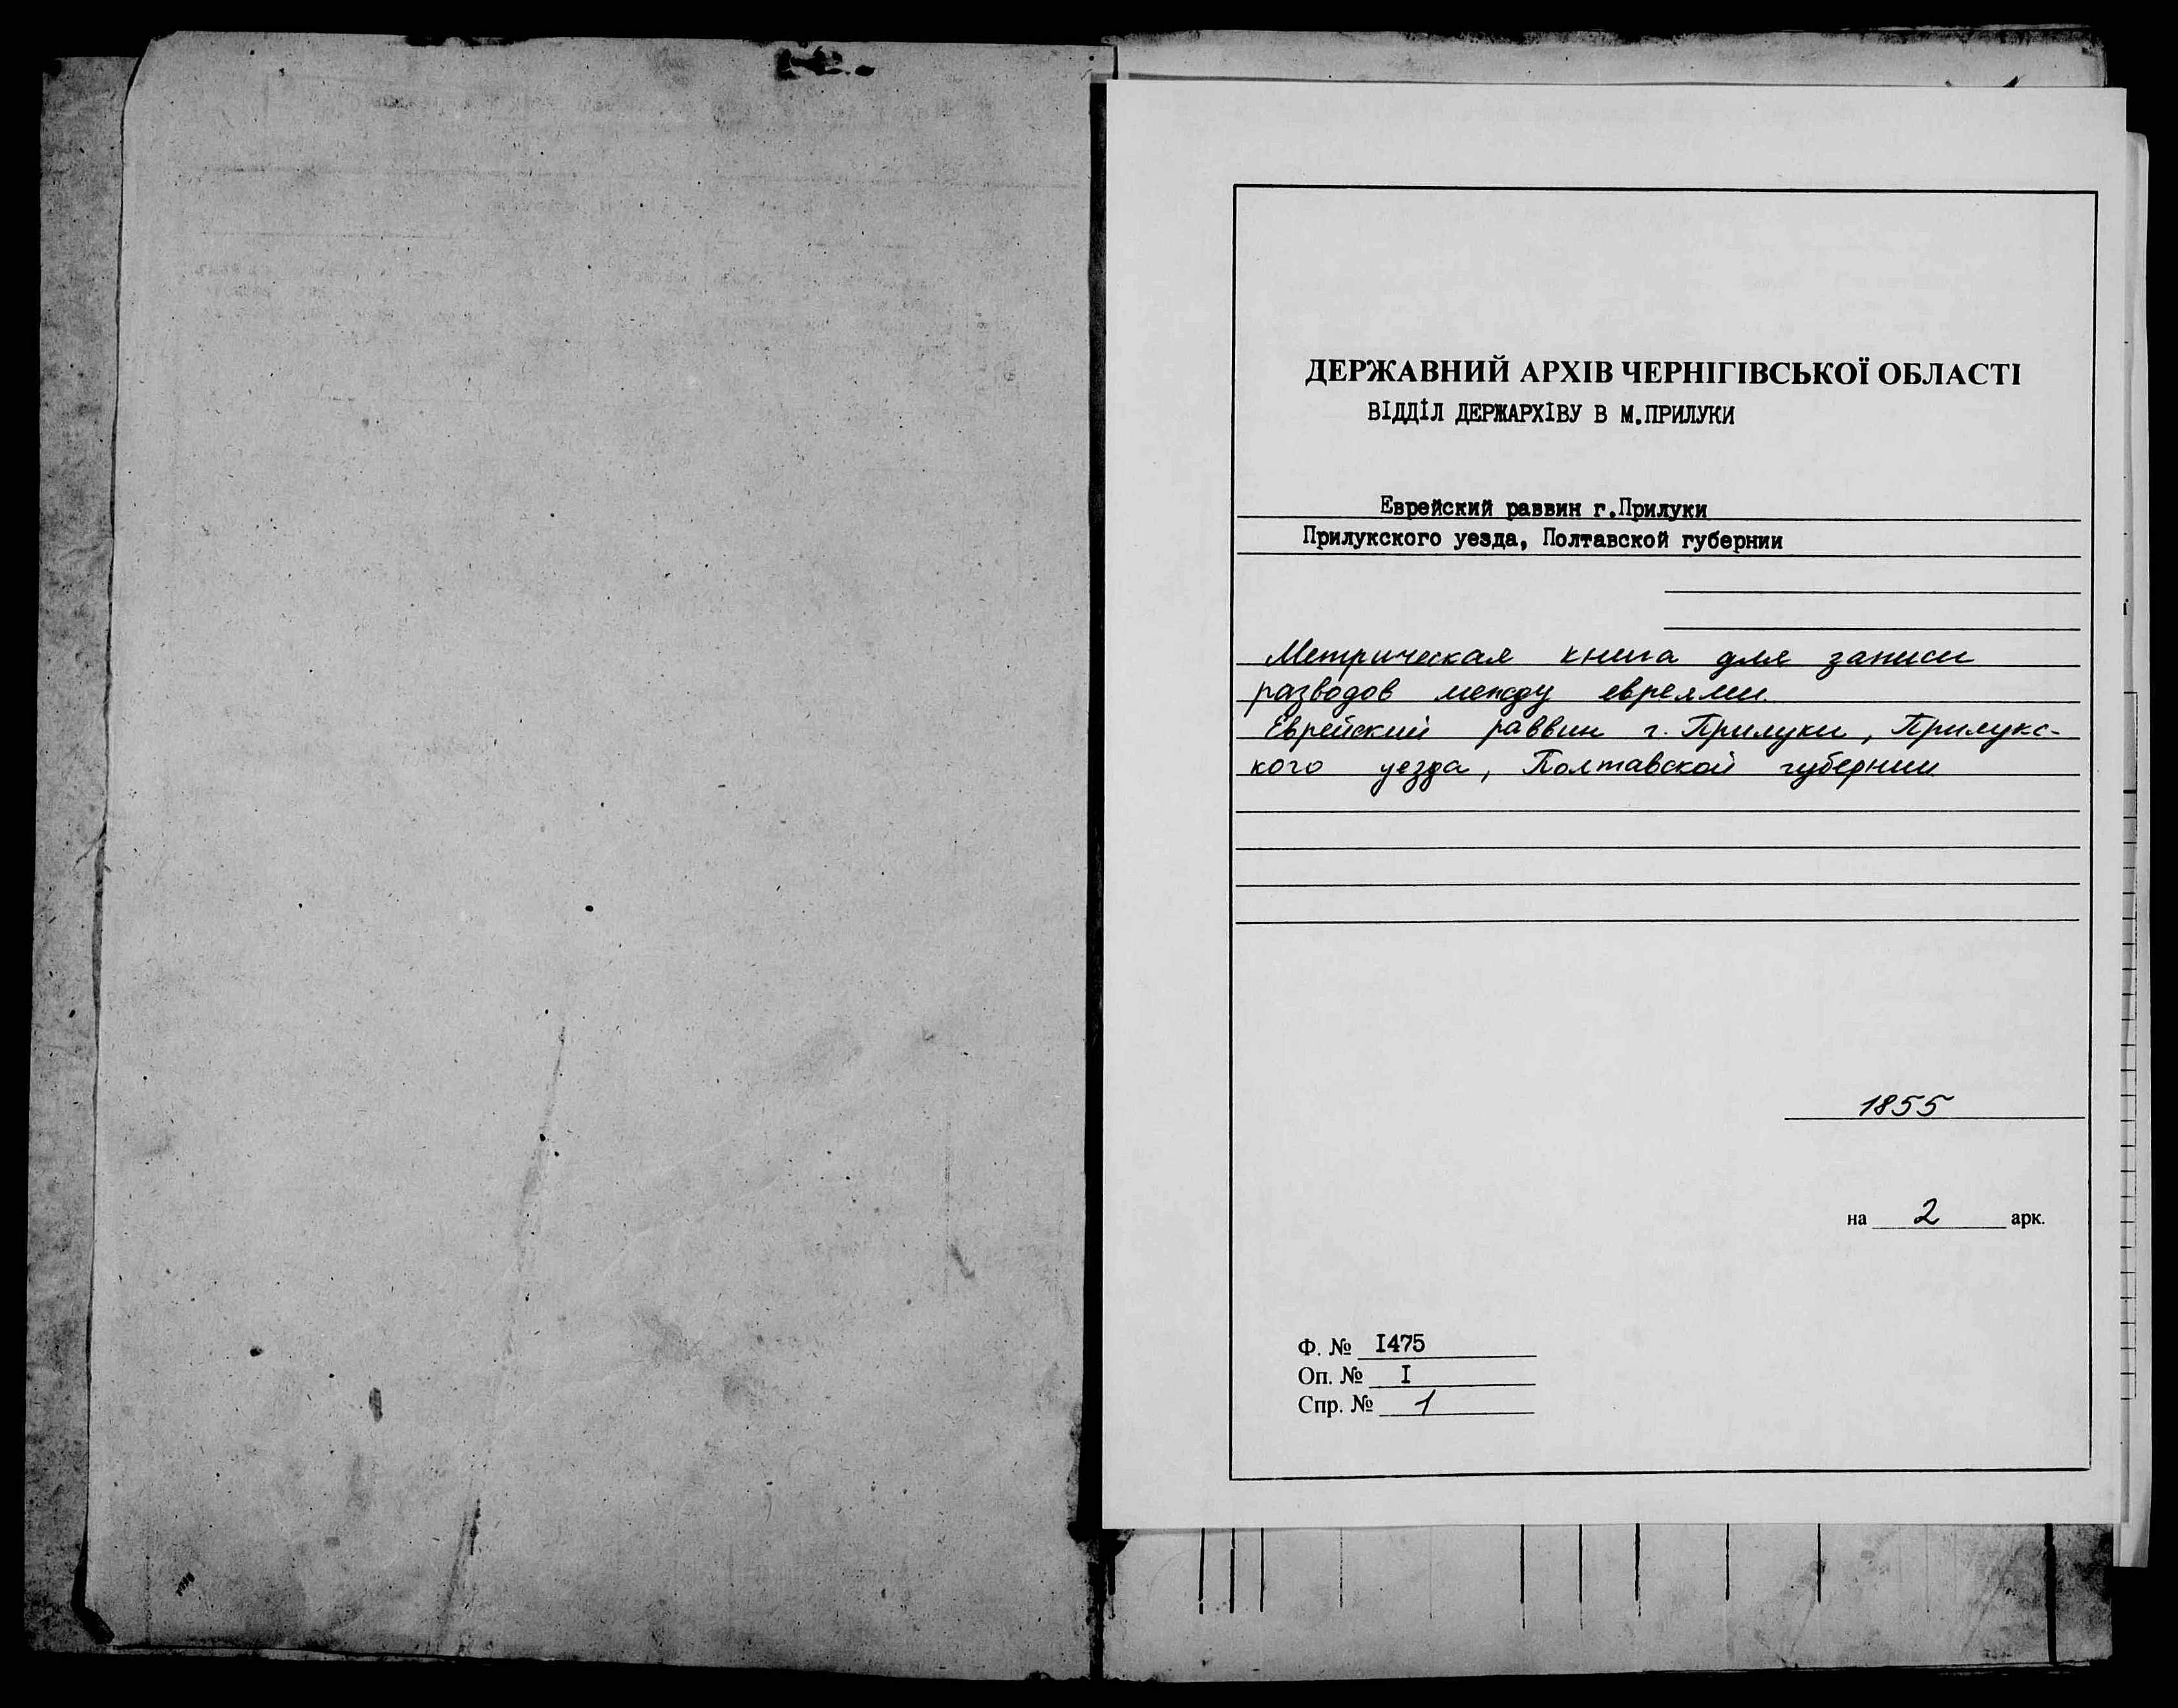 ДЕРЖАВНИЙ АРХІВ ЧЕРНІГІВСЬКОЇ ОБЛАСТІ
ВІДДІЛ ДЕРЖАРХІВУ В М.ПРИЛУКИ
Еврейский раввин г.Прилуки
Прилукского уезда, Полтавской губернии
Метрическая книга для записи
разводов между евреями.
Еврейский раввин г. Прилуки, Прилукс-
кого уезда, Полтавской губернии
1855
на 2 арк.
Ф. № I475
Оп. № I
Спр. № 1